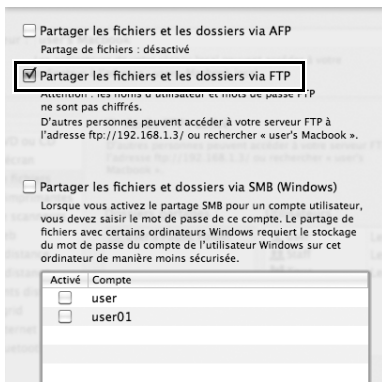 Partager les fichiers et les dossiers via AFP
Partage de fichiers : désactivé
Partager les fichiers et les dossiers via FTP
Attention : les noms d'utilisateur et mots de passe FTP
ne sont pas chiffrés.
D'autres personnes peuvent accéder à votre serveur FTP à
l'adresse ftp://192.168.1.3/ ou rechercher « user's Macbook ».
Partager les fichiers et dossiers via SMB (Windows)
Lorsque vous activez le partage SMB pour un compte utilisateur,
vous devez saisir le mot de passe de ce compte. Le partage de
fichiers avec certains ordinateurs Windows requiert le stockage
du mot de passe du compte de l'utilisateur Windows sur cet
ordinateur de manière moins sécurisée.
Activé Compte
user
user01